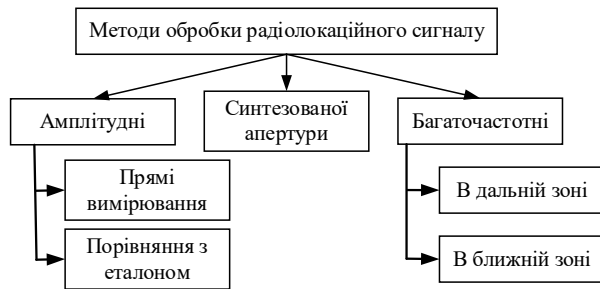 Методи обробки радіолокаційного сигналу
Амплітудні
Синтезованої
апертури
Багаточастотні
Прямі
вимірювання
Порівняння з
еталоном
В дальній зоні
В ближній зоні